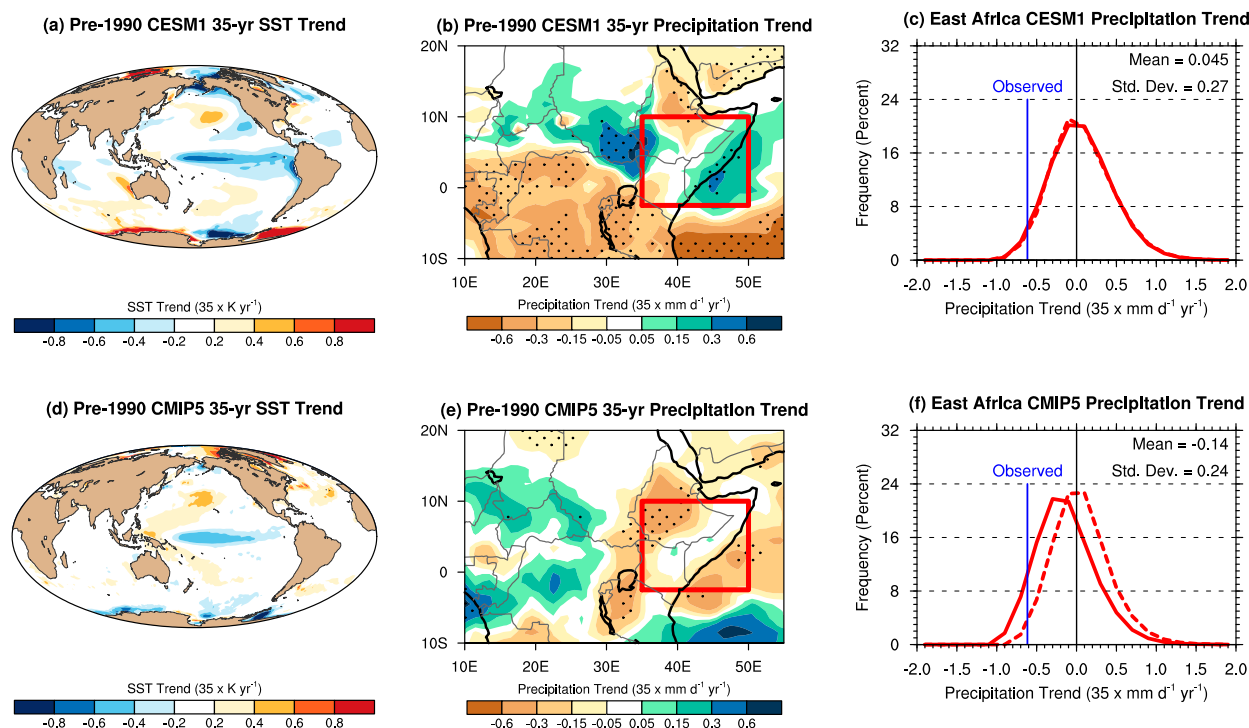 (a) Pre-1990 CESM1 35-yr SST Trend
SST Trend (35 x K yr⁻¹)
-0.8 -0.6 -0.4 -0.2 0.2 0.4 0.6 0.8
(b) Pre-1990 CESM1 35-yr Precipitation Trend
20N
10N
0
10S
10E 20E 30E 40E 50E
Precipitation Trend (35 x mm d⁻¹ yr⁻¹)
-0.6 -0.3 -0.15 -0.05 0.05 0.15 0.3 0.6
(c) East Africa CESM1 Precipitation Trend
Mean = 0.045
Std. Dev. = 0.27
Observed
Frequency (Percent)
32
24
16
8
0
-2.0 -1.5 -1.0 -0.5 0.0 0.4 1.0 1.6 2.0
Precipitation Trend (35 x mm d⁻¹ yr⁻¹)
(d) Pre-1990 CMIP5 35-yr SST Trend
SST Trend (35 x K yr⁻¹)
-0.8 -0.6 -0.4 -0.2 0.2 0.4 0.6 0.8
(e) Pre-1990 CMIP5 35-yr Precipitation Trend
20N
10N
0
10S
10E 20E 30E 40E 50E
Precipitation Trend (35 x mm d⁻¹ yr⁻¹)
-0.6 -0.3 -0.15 -0.05 0.05 0.15 0.3 0.6
(f) East Africa CMIP5 Precipitation Trend
Mean = -0.14
Std. Dev. = 0.24
Observed
Frequency (Percent)
32
24
16
8
0
-2.0 -1.5 -1.0 -0.5 0.0 0.4 1.0 1.6 2.0
Precipitation Trend (35 x mm d⁻¹ yr⁻¹)